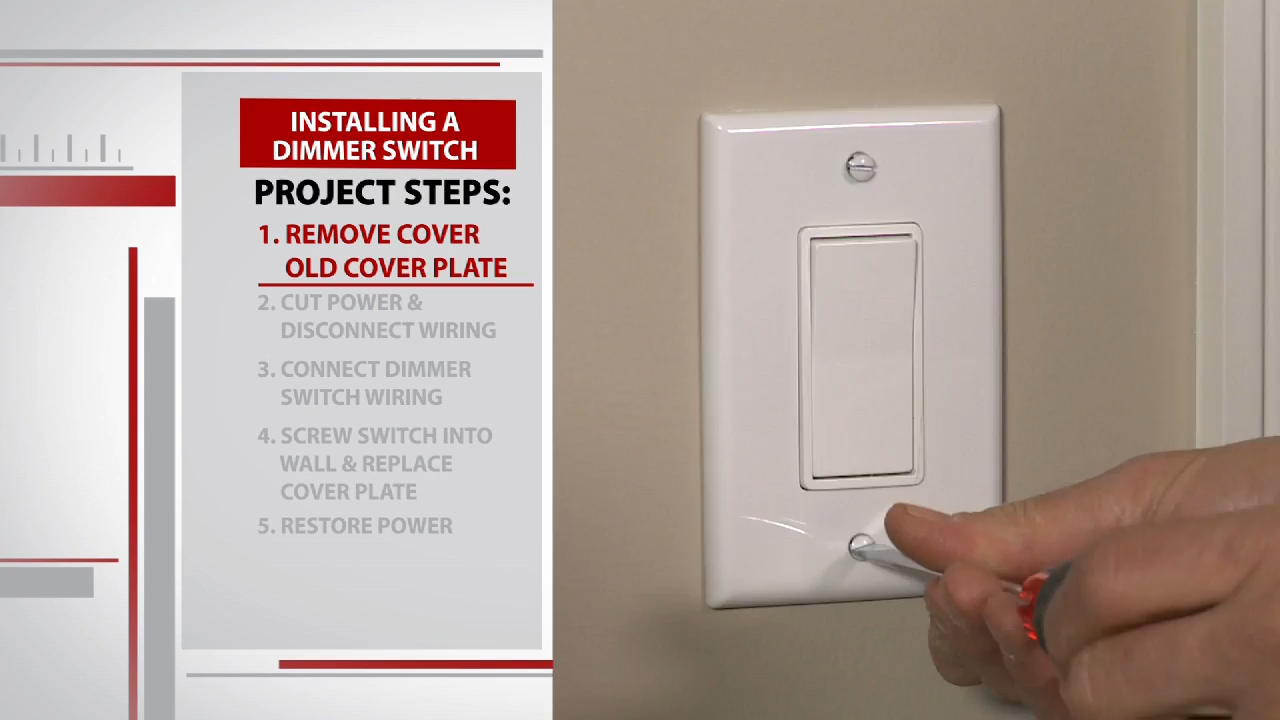 INSTALLING A
DIMMER SWITCH
PROJECT STEPS:
1. REMOVE COVER
OLD COVER PLATE
2. CUT POWER &
DISCONNECT WIRING
3. CONNECT DIMMER
SWITCH WIRING
4. SCREW SWITCH INTO
WALL & REPLACE
COVER PLATE
5. RESTORE POWER